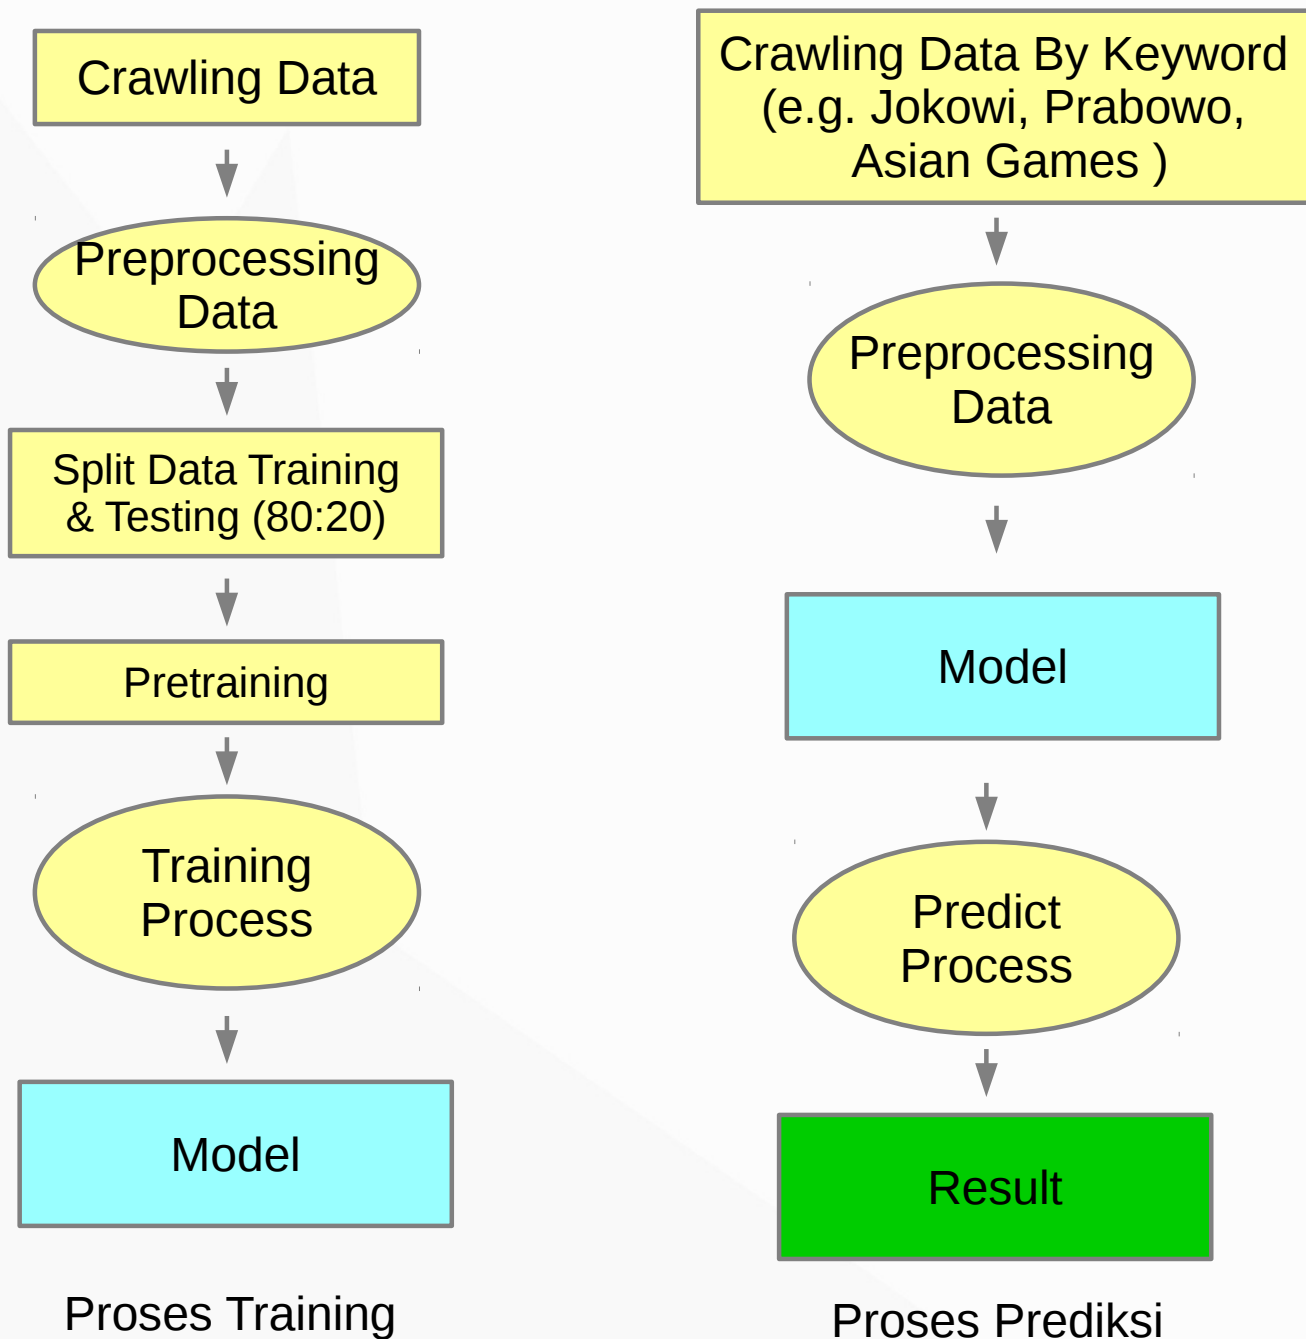 Crawling Data
Preprocessing
Data
Split Data Training
& Testing (80:20)
Pretraining
Training
Process
Model
Proses Training
Crawling Data By Keyword
(e.g. Jokowi, Prabowo,
Asian Games )
Preprocessing
Data
Model
Predict
Process
Result
Proses Prediksi